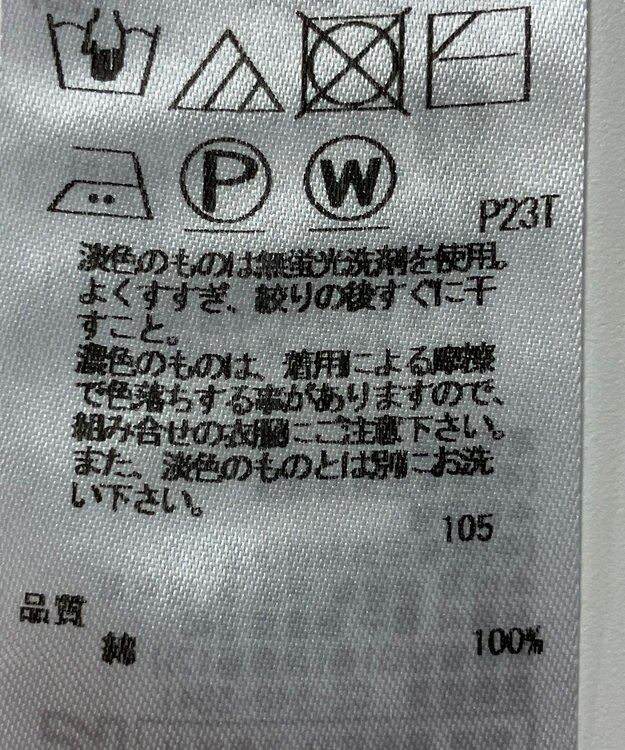 P
W
P23T
淡色のものは無蛍光洗剤を使用。
よくすすぎ、絞りの後すぐに干
すこと。
濃色のものは、着用による摩擦
で色落ちする事がありますので、
組み合せの衣服にご注意下さい。
また、淡色のものとは別にお洗
い下さい。
105
品質
綿 100%